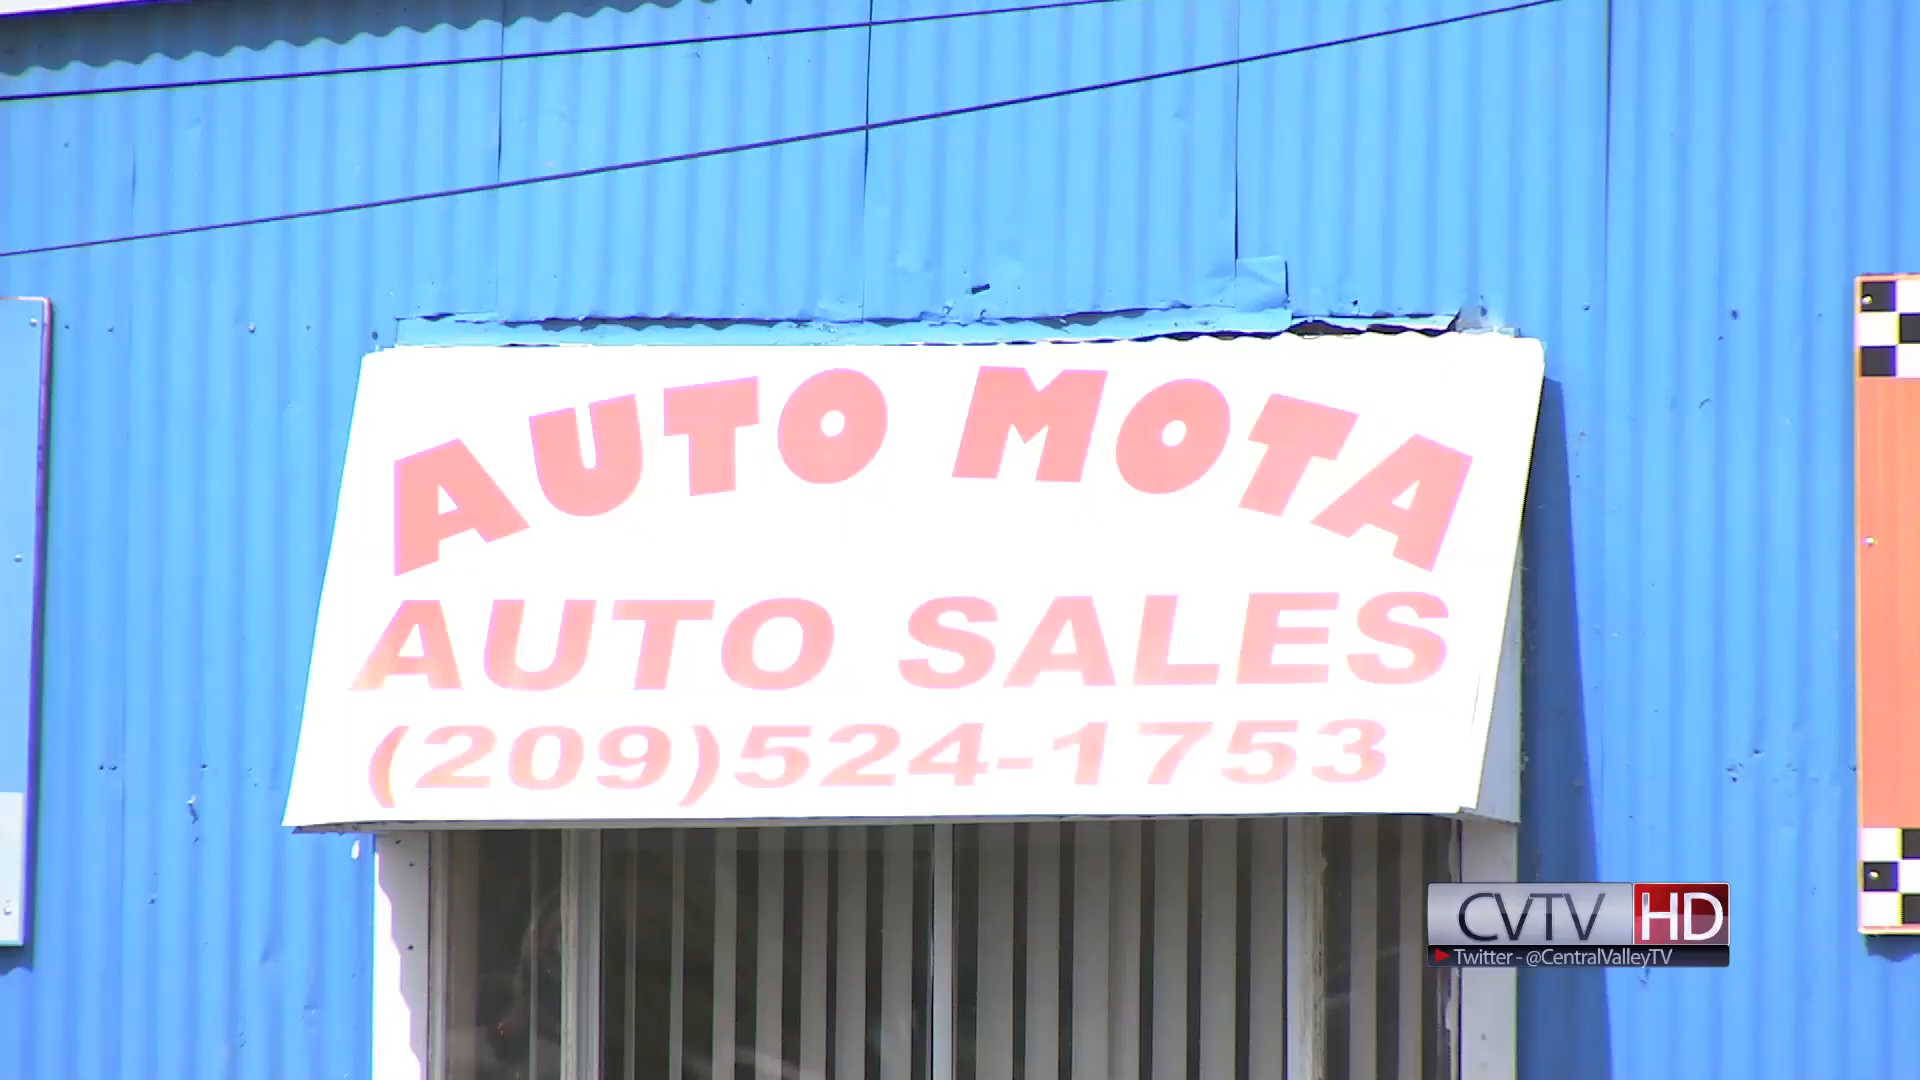 AUTO MOTA
AUTO SALES
(209)524-1753
CVTV HD
Twitter - @CentralValleyTV